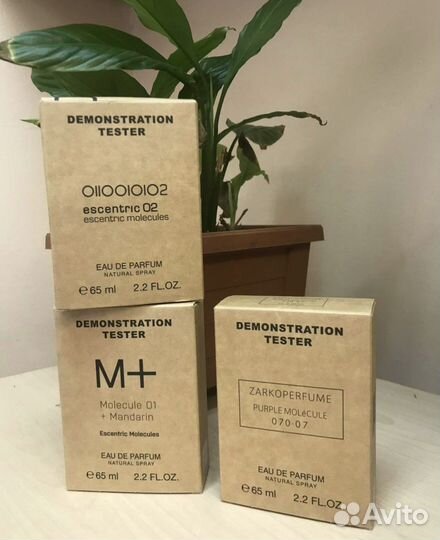 DEMONSTRATION
TESTER
0110010102
escentric 02
escentric molecules
EAU DE PARFUM
NATURAL SPRAY
e 65 ml 2.2 FL.OZ.
DEMONSTRATION
TESTER
M+
Molecule 01
+ Mandarin
Escentric Molecules
EAU DE PARFUM
NATURAL SPRAY
e 65 ml 2.2 FL.OZ.
DEMONSTRATION
TESTER
ZARKOPERFUME
PURPLE MOLéCULE
070·07
EAU DE PARFUM
NATURAL SPRAY
e 65 ml 2.2 FL.OZ.
Avito